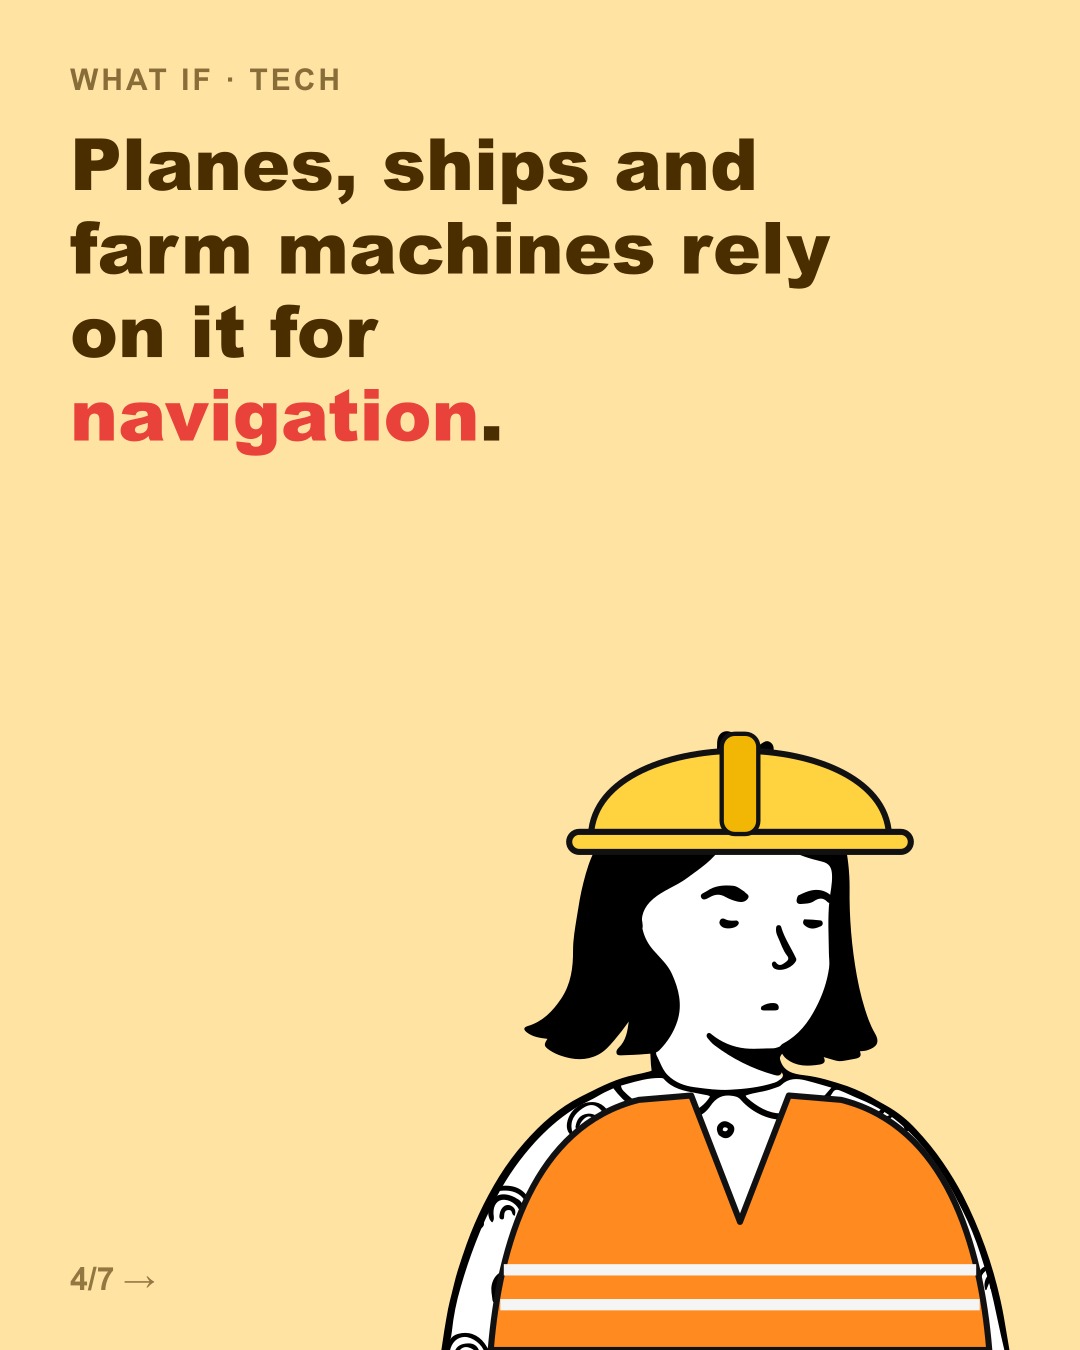 WHAT IF · TECH
Planes, ships and
farm machines rely
on it for
navigation.
4/7 →